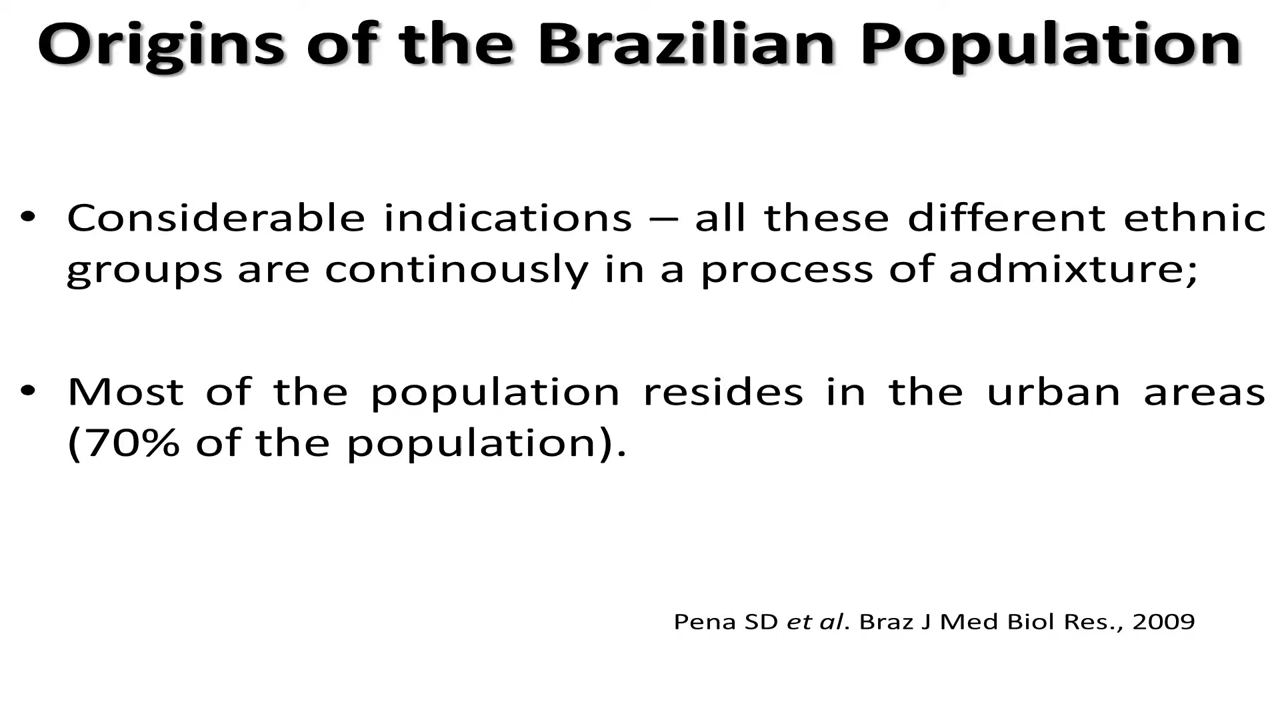 Origins of the Brazilian Population
• Considerable indications – all these different ethnic
groups are continously in a process of admixture;
• Most of the population resides in the urban areas
(70% of the population).
Pena SD et al. Braz J Med Biol Res., 2009